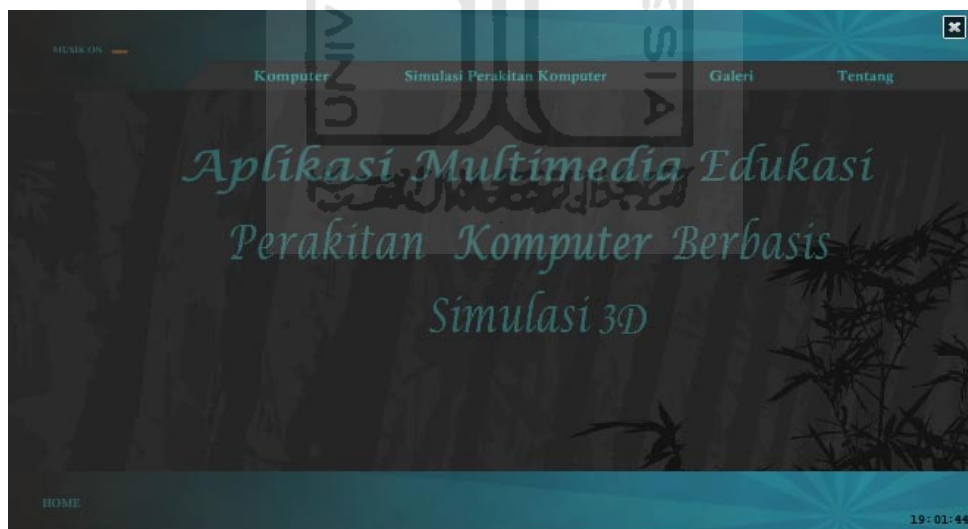 MUSIK ON
Komputer Simulasi Perakitan Komputer Galeri Tentang
Aplikasi Multimedia Edukasi
Perakitan Komputer Berbasis
Simulasi 3D
HOME
19:01:44